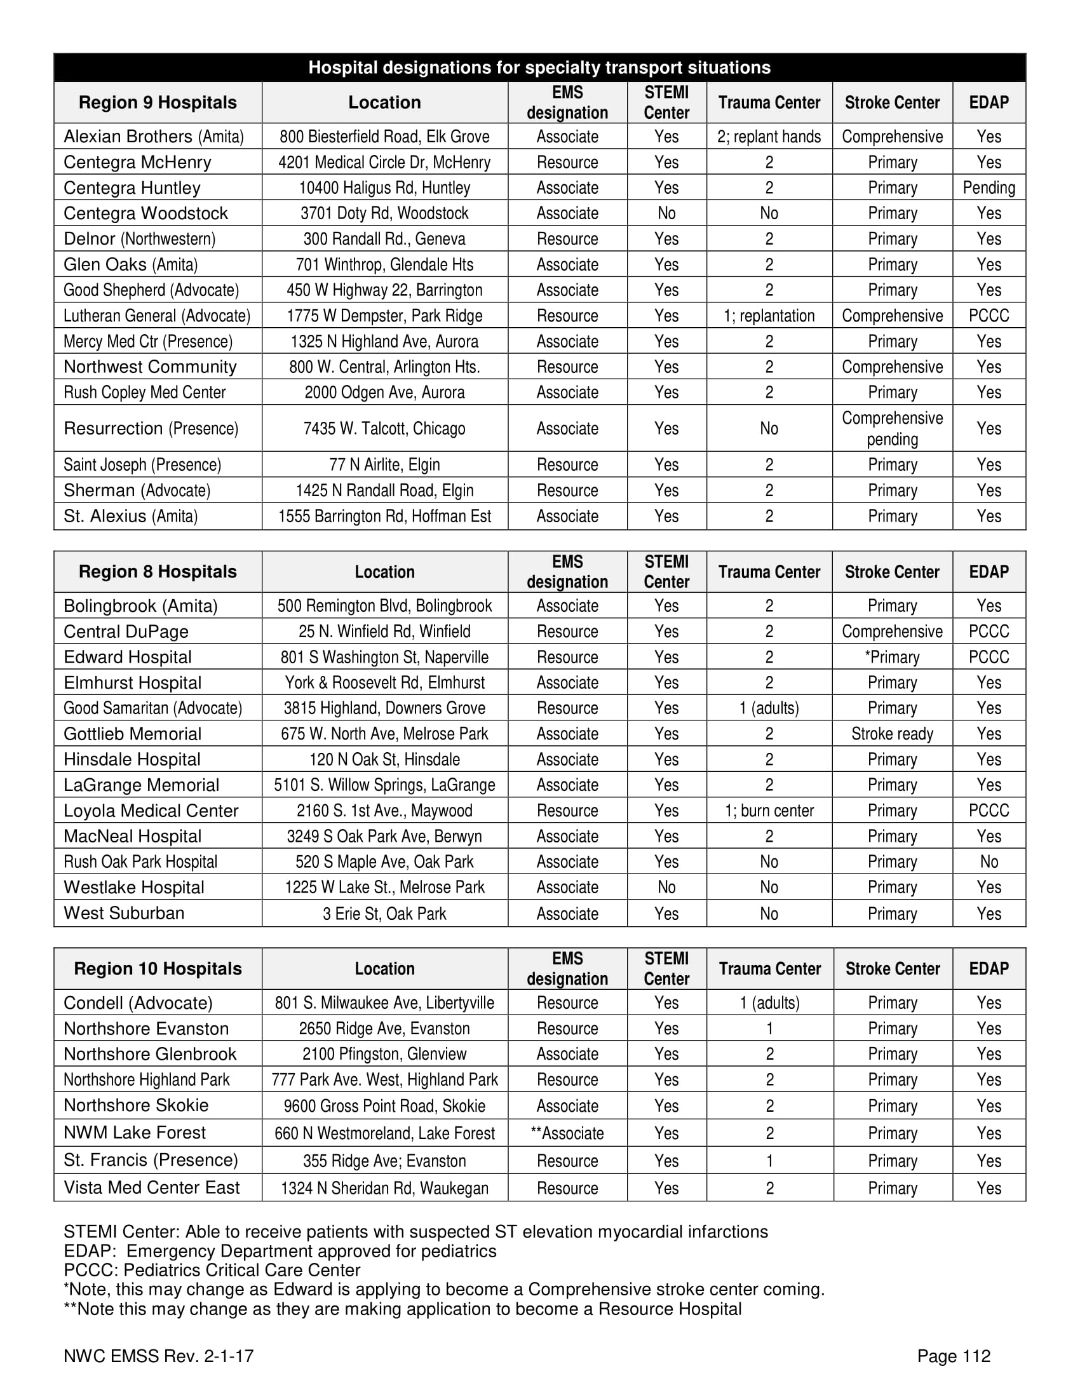 Hospital designations for specialty transport situations
Region 9 Hospitals Location EMS designation STEMI Center Trauma Center Stroke Center EDAP
Alexian Brothers (Amita) 800 Biesterfield Road, Elk Grove Associate Yes 2; replant hands Comprehensive Yes
Centegra McHenry 4201 Medical Circle Dr, McHenry Resource Yes 2 Primary Yes
Centegra Huntley 10400 Haligus Rd, Huntley Associate Yes 2 Primary Pending
Centegra Woodstock 3701 Doty Rd, Woodstock Associate No No Primary Yes
Delnor (Northwestern) 300 Randall Rd., Geneva Resource Yes 2 Primary Yes
Glen Oaks (Amita) 701 Winthrop, Glendale Hts Associate Yes 2 Primary Yes
Good Shepherd (Advocate) 450 W Highway 22, Barrington Associate Yes 2 Primary Yes
Lutheran General (Advocate) 1775 W Dempster, Park Ridge Resource Yes 1; replantation Comprehensive PCCC
Mercy Med Ctr (Presence) 1325 N Highland Ave, Aurora Associate Yes 2 Primary Yes
Northwest Community 800 W. Central, Arlington Hts. Resource Yes 2 Comprehensive Yes
Rush Copley Med Center 2000 Odgen Ave, Aurora Associate Yes 2 Primary Yes
Resurrection (Presence) 7435 W. Talcott, Chicago Associate Yes No Comprehensive pending Yes
Saint Joseph (Presence) 77 N Airlite, Elgin Resource Yes 2 Primary Yes
Sherman (Advocate) 1425 N Randall Road, Elgin Resource Yes 2 Primary Yes
St. Alexius (Amita) 1555 Barrington Rd, Hoffman Est Associate Yes 2 Primary Yes
Region 8 Hospitals Location EMS designation STEMI Center Trauma Center Stroke Center EDAP
Bolingbrook (Amita) 500 Remington Blvd, Bolingbrook Associate Yes 2 Primary Yes
Central DuPage 25 N. Winfield Rd, Winfield Resource Yes 2 Comprehensive PCCC
Edward Hospital 801 S Washington St, Naperville Resource Yes 2 *Primary PCCC
Elmhurst Hospital York & Roosevelt Rd, Elmhurst Associate Yes 2 Primary Yes
Good Samaritan (Advocate) 3815 Highland, Downers Grove Resource Yes 1 (adults) Primary Yes
Gottlieb Memorial 675 W. North Ave, Melrose Park Associate Yes 2 Stroke ready Yes
Hinsdale Hospital 120 N Oak St, Hinsdale Associate Yes 2 Primary Yes
LaGrange Memorial 5101 S. Willow Springs, LaGrange Associate Yes 2 Primary Yes
Loyola Medical Center 2160 S. 1st Ave., Maywood Resource Yes 1; burn center Primary PCCC
MacNeal Hospital 3249 S Oak Park Ave, Berwyn Associate Yes 2 Primary Yes
Rush Oak Park Hospital 520 S Maple Ave, Oak Park Associate Yes No Primary No
Westlake Hospital 1225 W Lake St., Melrose Park Associate No No Primary Yes
West Suburban 3 Erie St, Oak Park Associate Yes No Primary Yes
Region 10 Hospitals Location EMS designation STEMI Center Trauma Center Stroke Center EDAP
Condell (Advocate) 801 S. Milwaukee Ave, Libertyville Resource Yes 1 (adults) Primary Yes
Northshore Evanston 2650 Ridge Ave, Evanston Resource Yes 1 Primary Yes
Northshore Glenbrook 2100 Pfingston, Glenview Associate Yes 2 Primary Yes
Northshore Highland Park 777 Park Ave. West, Highland Park Resource Yes 2 Primary Yes
Northshore Skokie 9600 Gross Point Road, Skokie Associate Yes 2 Primary Yes
NWM Lake Forest 660 N Westmoreland, Lake Forest **Associate Yes 2 Primary Yes
St. Francis (Presence) 355 Ridge Ave; Evanston Resource Yes 1 Primary Yes
Vista Med Center East 1324 N Sheridan Rd, Waukegan Resource Yes 2 Primary Yes
STEMI Center: Able to receive patients with suspected ST elevation myocardial infarctions
EDAP: Emergency Department approved for pediatrics
PCCC: Pediatrics Critical Care Center
*Note, this may change as Edward is applying to become a Comprehensive stroke center coming.
**Note this may change as they are making application to become a Resource Hospital
NWC EMSS Rev. 2-1-17 Page 112